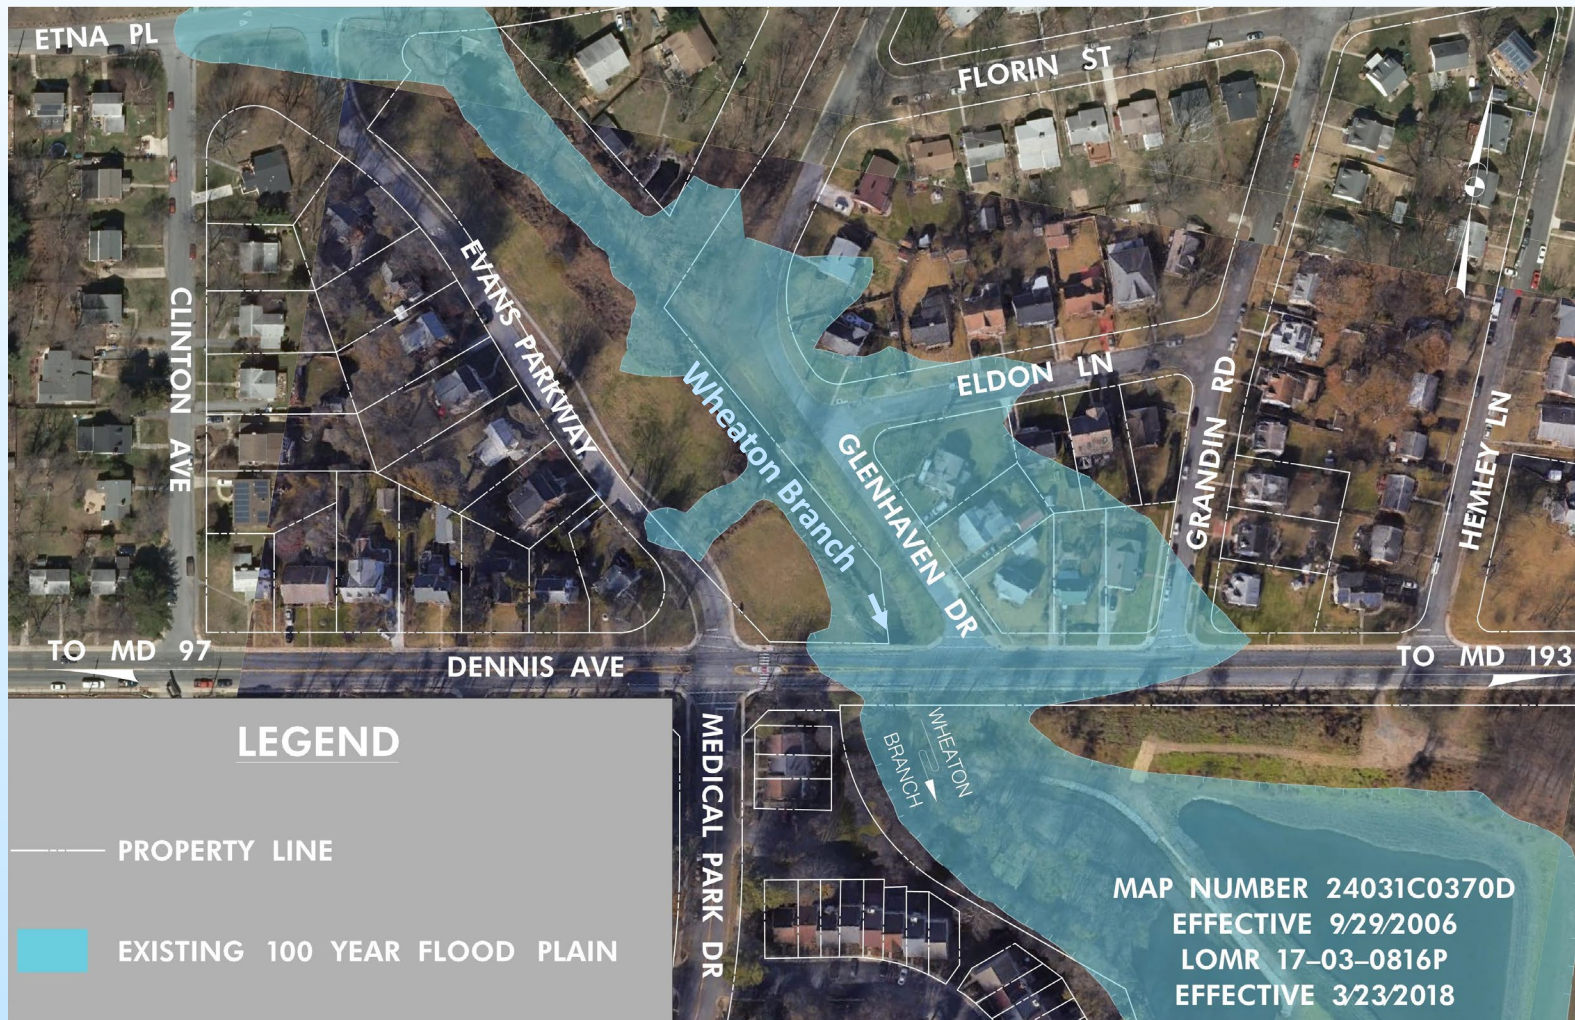 ETNA PL
FLORIN ST
EVANS PARKWAY
CLINTON AVE
Wheaton Branch
ELDON LN
GLENHAVEN DR
GRANDIN RD
HEMLEY LN
TO MD 97
DENNIS AVE
TO MD 193
MEDICAL PARK DR
WHEATON
BRANCH
LEGEND
PROPERTY LINE
EXISTING 100 YEAR FLOOD PLAIN
MAP NUMBER 24031C0370D
EFFECTIVE 9/29/2006
LOMR 17-03-0816P
EFFECTIVE 3/23/2018